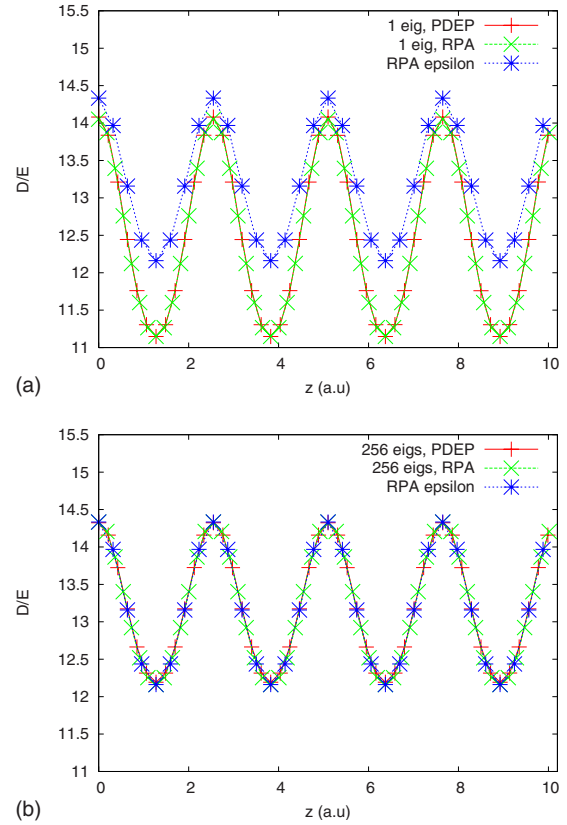 15.5
15
14.5
14
13.5
13
12.5
12
11.5
11
D/E
1 eig, PDEP
1 eig, RPA
RPA epsilon
0 2 4 6 8 10
z (a.u)
(a)
15.5
15
14.5
14
13.5
13
12.5
12
11.5
11
D/E
256 eigs, PDEP
256 eigs, RPA
RPA epsilon
0 2 4 6 8 10
z (a.u)
(b)